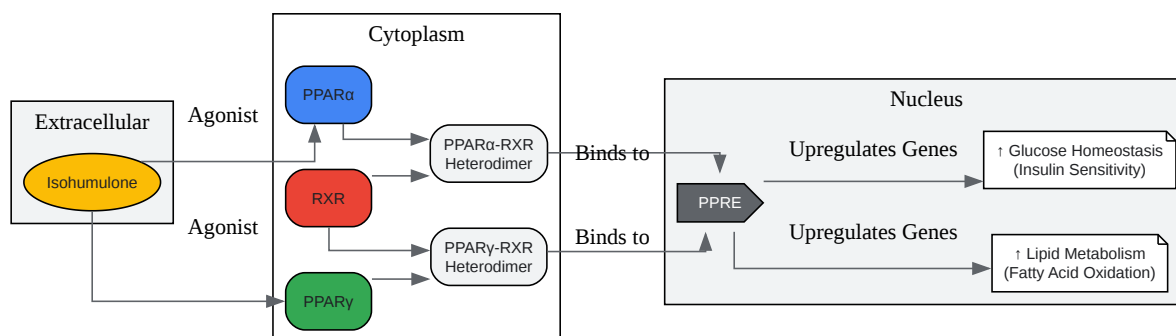 Extracellular
Isohumulone
Agonist
Agonist
Cytoplasm
PPARα
RXR
PPARγ
PPARα-RXR
Heterodimer
PPARγ-RXR
Heterodimer
Binds to
Binds to
Nucleus
PPRE
Upregulates Genes
Upregulates Genes
↑ Glucose Homeostasis
(Insulin Sensitivity)
↑ Lipid Metabolism
(Fatty Acid Oxidation)